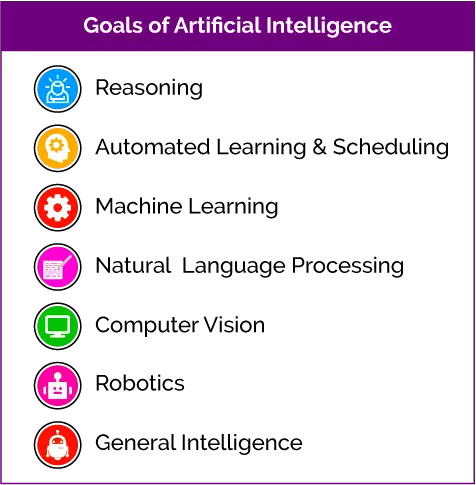 Goals of Artificial Intelligence
Reasoning
Automated Learning & Scheduling
Machine Learning
Natural  Language Processing
Computer Vision
Robotics
General Intelligence